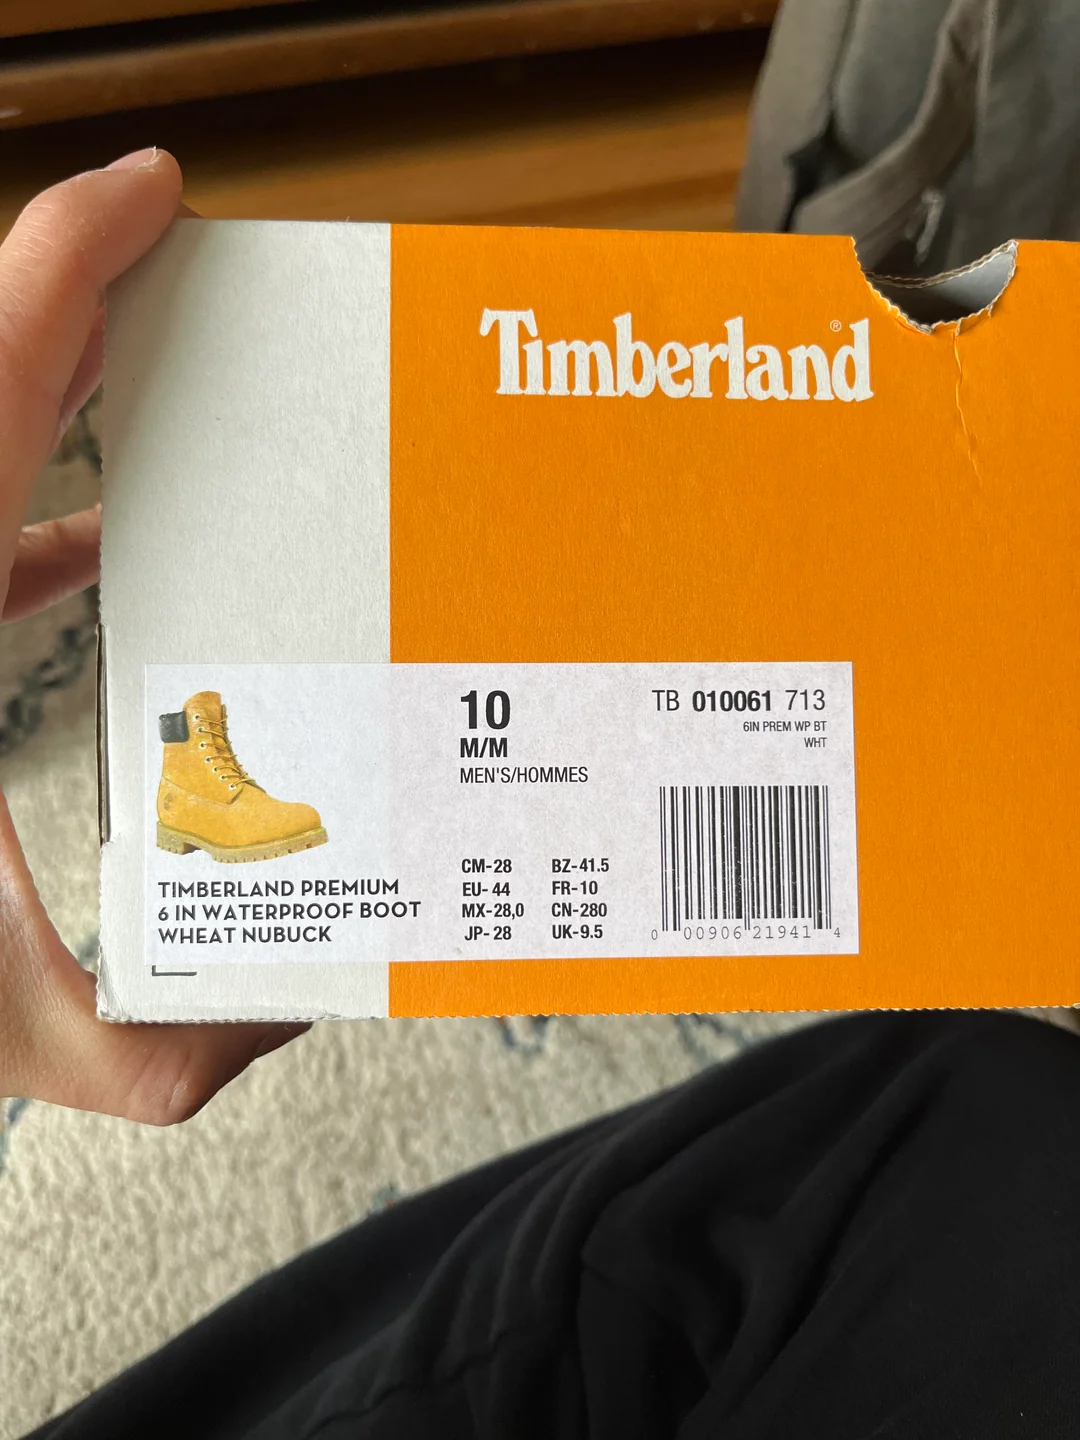 Timberland®
10
M/M
MEN'S/HOMMES
TB 010061 713
6IN PREM WP BT
WHT
CM-28 BZ-41.5
EU- 44 FR-10
MX-28,0 CN-280
JP- 28 UK-9.5
TIMBERLAND PREMIUM
6 IN WATERPROOF BOOT
WHEAT NUBUCK
0 00906 21941 4